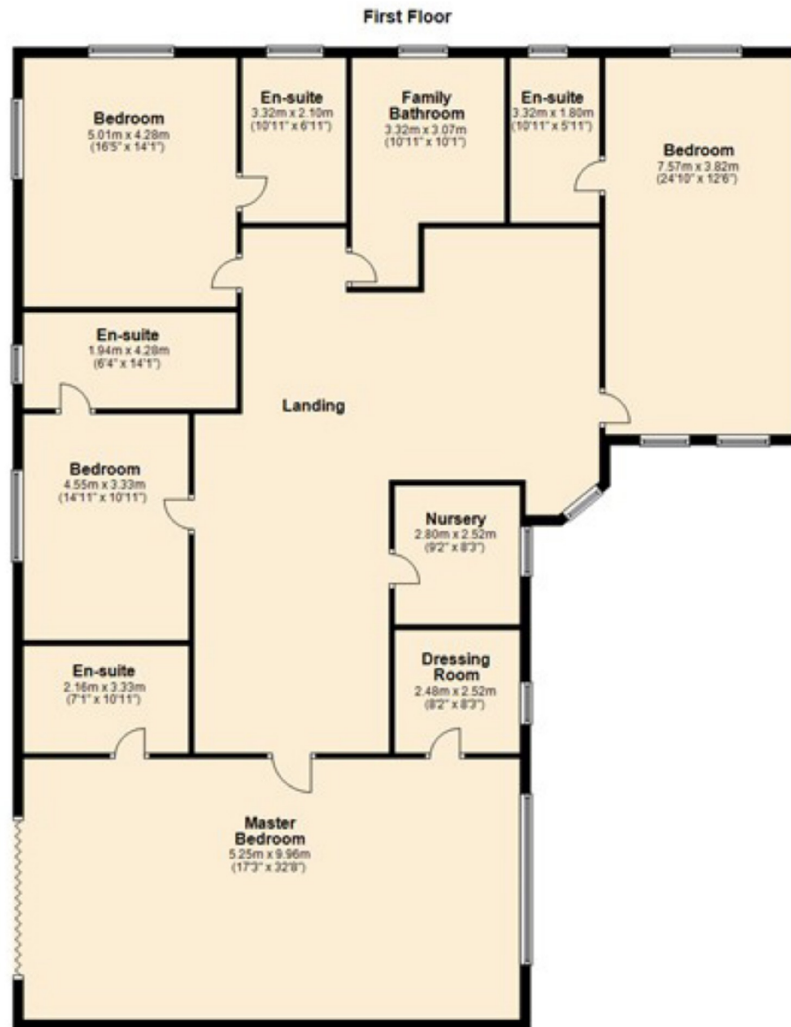 First Floor
Bedroom
5.01m x 4.28m
(16'5" x 14'1")
En-suite
3.32m x 2.10m
(10'11" x 6'11")
Family
Bathroom
3.32m x 3.07m
(10'11" x 10'1")
En-suite
3.32m x 1.80m
(10'11" x 5'11")
Bedroom
7.57m x 3.82m
(24'10" x 12'6")
En-suite
1.94m x 4.28m
(6'4" x 14'1")
Landing
Bedroom
4.55m x 3.33m
(14'11" x 10'11")
Nursery
2.80m x 2.52m
(9'2" x 8'3")
En-suite
2.16m x 3.33m
(7'1" x 10'11")
Dressing
Room
2.48m x 2.52m
(8'2" x 8'3")
Master
Bedroom
5.25m x 9.96m
(17'3" x 32'8")